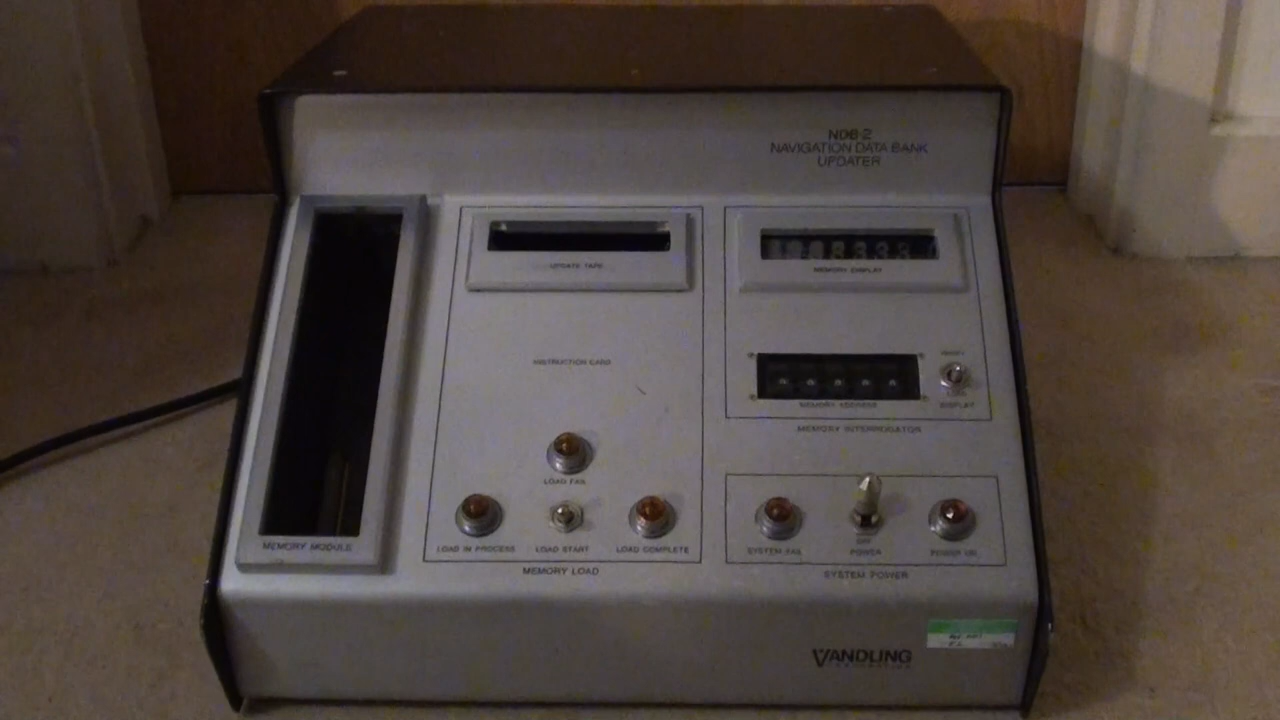 NDB-2
NAVIGATION DATA BANK
UPDATER
UPDATE TAPE
MEMORY DISPLAY
INSTRUCTION CARD
MEMORY ADDRESS
DISPLAY
MEMORY INTERROGATOR
LOAD FAIL
LOAD IN PROCESS
LOAD START
LOAD COMPLETE
MEMORY LOAD
MEMORY MODULE
SYSTEM FAIL
OFF
POWER
POWER ON
SYSTEM POWER
VANDLING